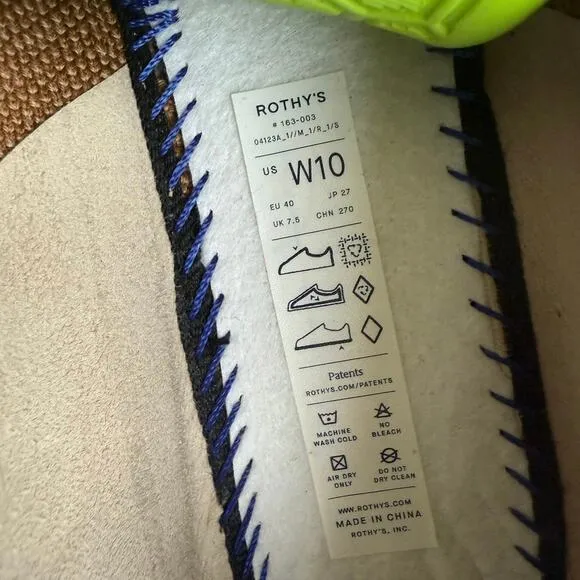 ROTHY'S
# 163-003
04123A_1//M_1/R_1/S
US W10
EU 40 JP 27
UK 7.5 CHN 270
Patents
ROTHYS.COM/PATENTS
MACHINE WASH COLD
NO BLEACH
AIR DRY ONLY
DO NOT DRY CLEAN
WWW.ROTHYS.COM
MADE IN CHINA
ROTHY'S, INC.